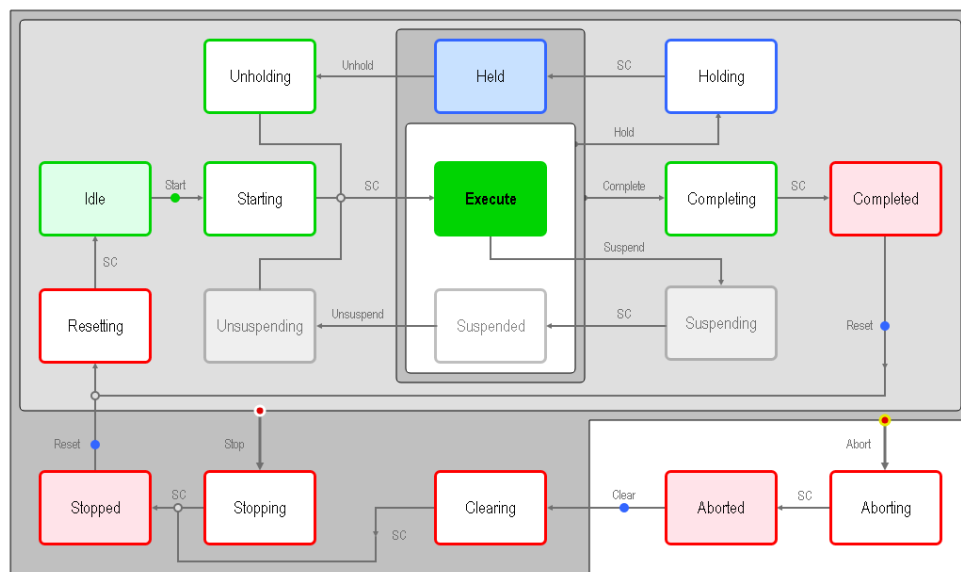 Unholding
Unhold
Held
SC
Holding
Hold
Idle
Start
Starting
SC
Execute
Complete
Completing
SC
Completed
SC
Suspend
Resetting
Unsuspending
Unsuspend
Suspended
SC
Suspending
Reset
Reset
Stop
Abort
Stopped
SC
Stopping
Clearing
SC
Clear
Aborted
SC
Aborting